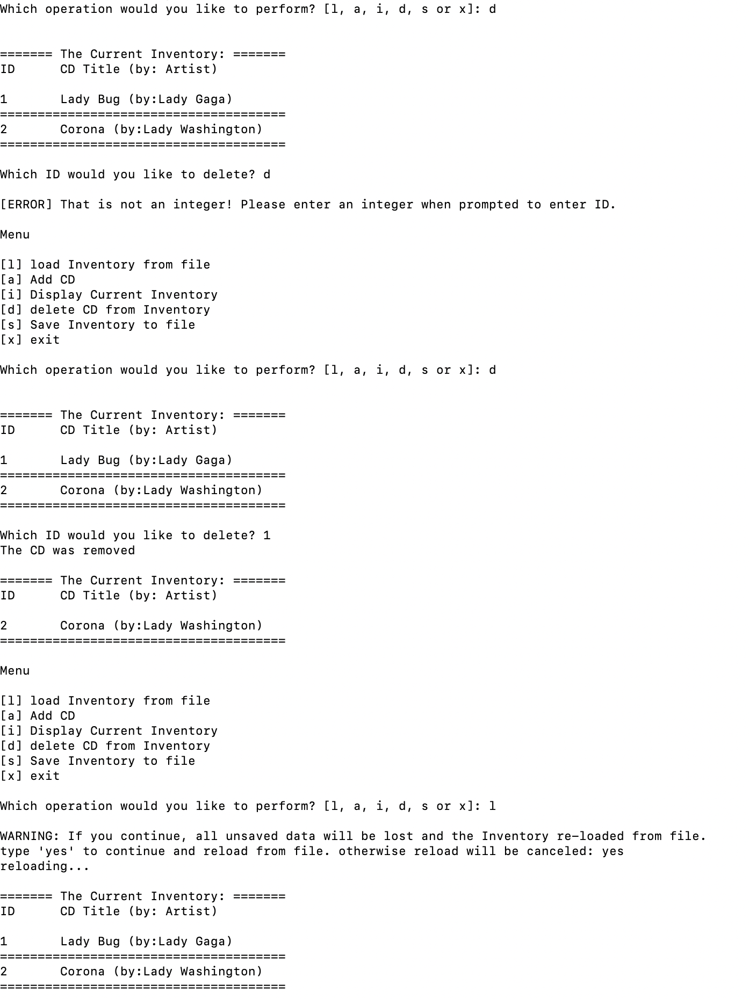 Which operation would you like to perform? [l, a, i, d, s or x]: d
======= The Current Inventory: =======
ID      CD Title (by: Artist)
1       Lady Bug (by:Lady Gaga)
======================================
2       Corona (by:Lady Washington)
======================================
Which ID would you like to delete? d
[ERROR] That is not an integer! Please enter an integer when prompted to enter ID.
Menu
[l] load Inventory from file
[a] Add CD
[i] Display Current Inventory
[d] delete CD from Inventory
[s] Save Inventory to file
[x] exit
Which operation would you like to perform? [l, a, i, d, s or x]: d
======= The Current Inventory: =======
ID      CD Title (by: Artist)
1       Lady Bug (by:Lady Gaga)
======================================
2       Corona (by:Lady Washington)
======================================
Which ID would you like to delete? 1
The CD was removed
======= The Current Inventory: =======
ID      CD Title (by: Artist)
2       Corona (by:Lady Washington)
======================================
Menu
[l] load Inventory from file
[a] Add CD
[i] Display Current Inventory
[d] delete CD from Inventory
[s] Save Inventory to file
[x] exit
Which operation would you like to perform? [l, a, i, d, s or x]: l
WARNING: If you continue, all unsaved data will be lost and the Inventory re-loaded from file.
type 'yes' to continue and reload from file. otherwise reload will be canceled: yes
reloading...
======= The Current Inventory: =======
ID      CD Title (by: Artist)
1       Lady Bug (by:Lady Gaga)
======================================
2       Corona (by:Lady Washington)
======================================